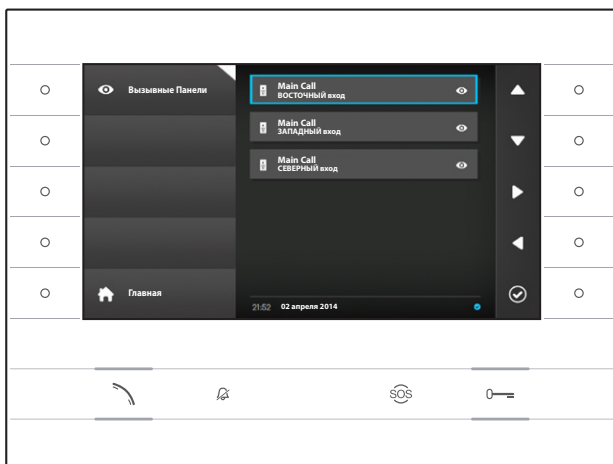 Вызывные Панели
Main Call
ВОСТОЧНЫЙ вход
Main Call
ЗАПАДНЫЙ вход
Main Call
СЕВЕРНЫЙ вход
Главная
21:52 02 апреля 2014
SOS